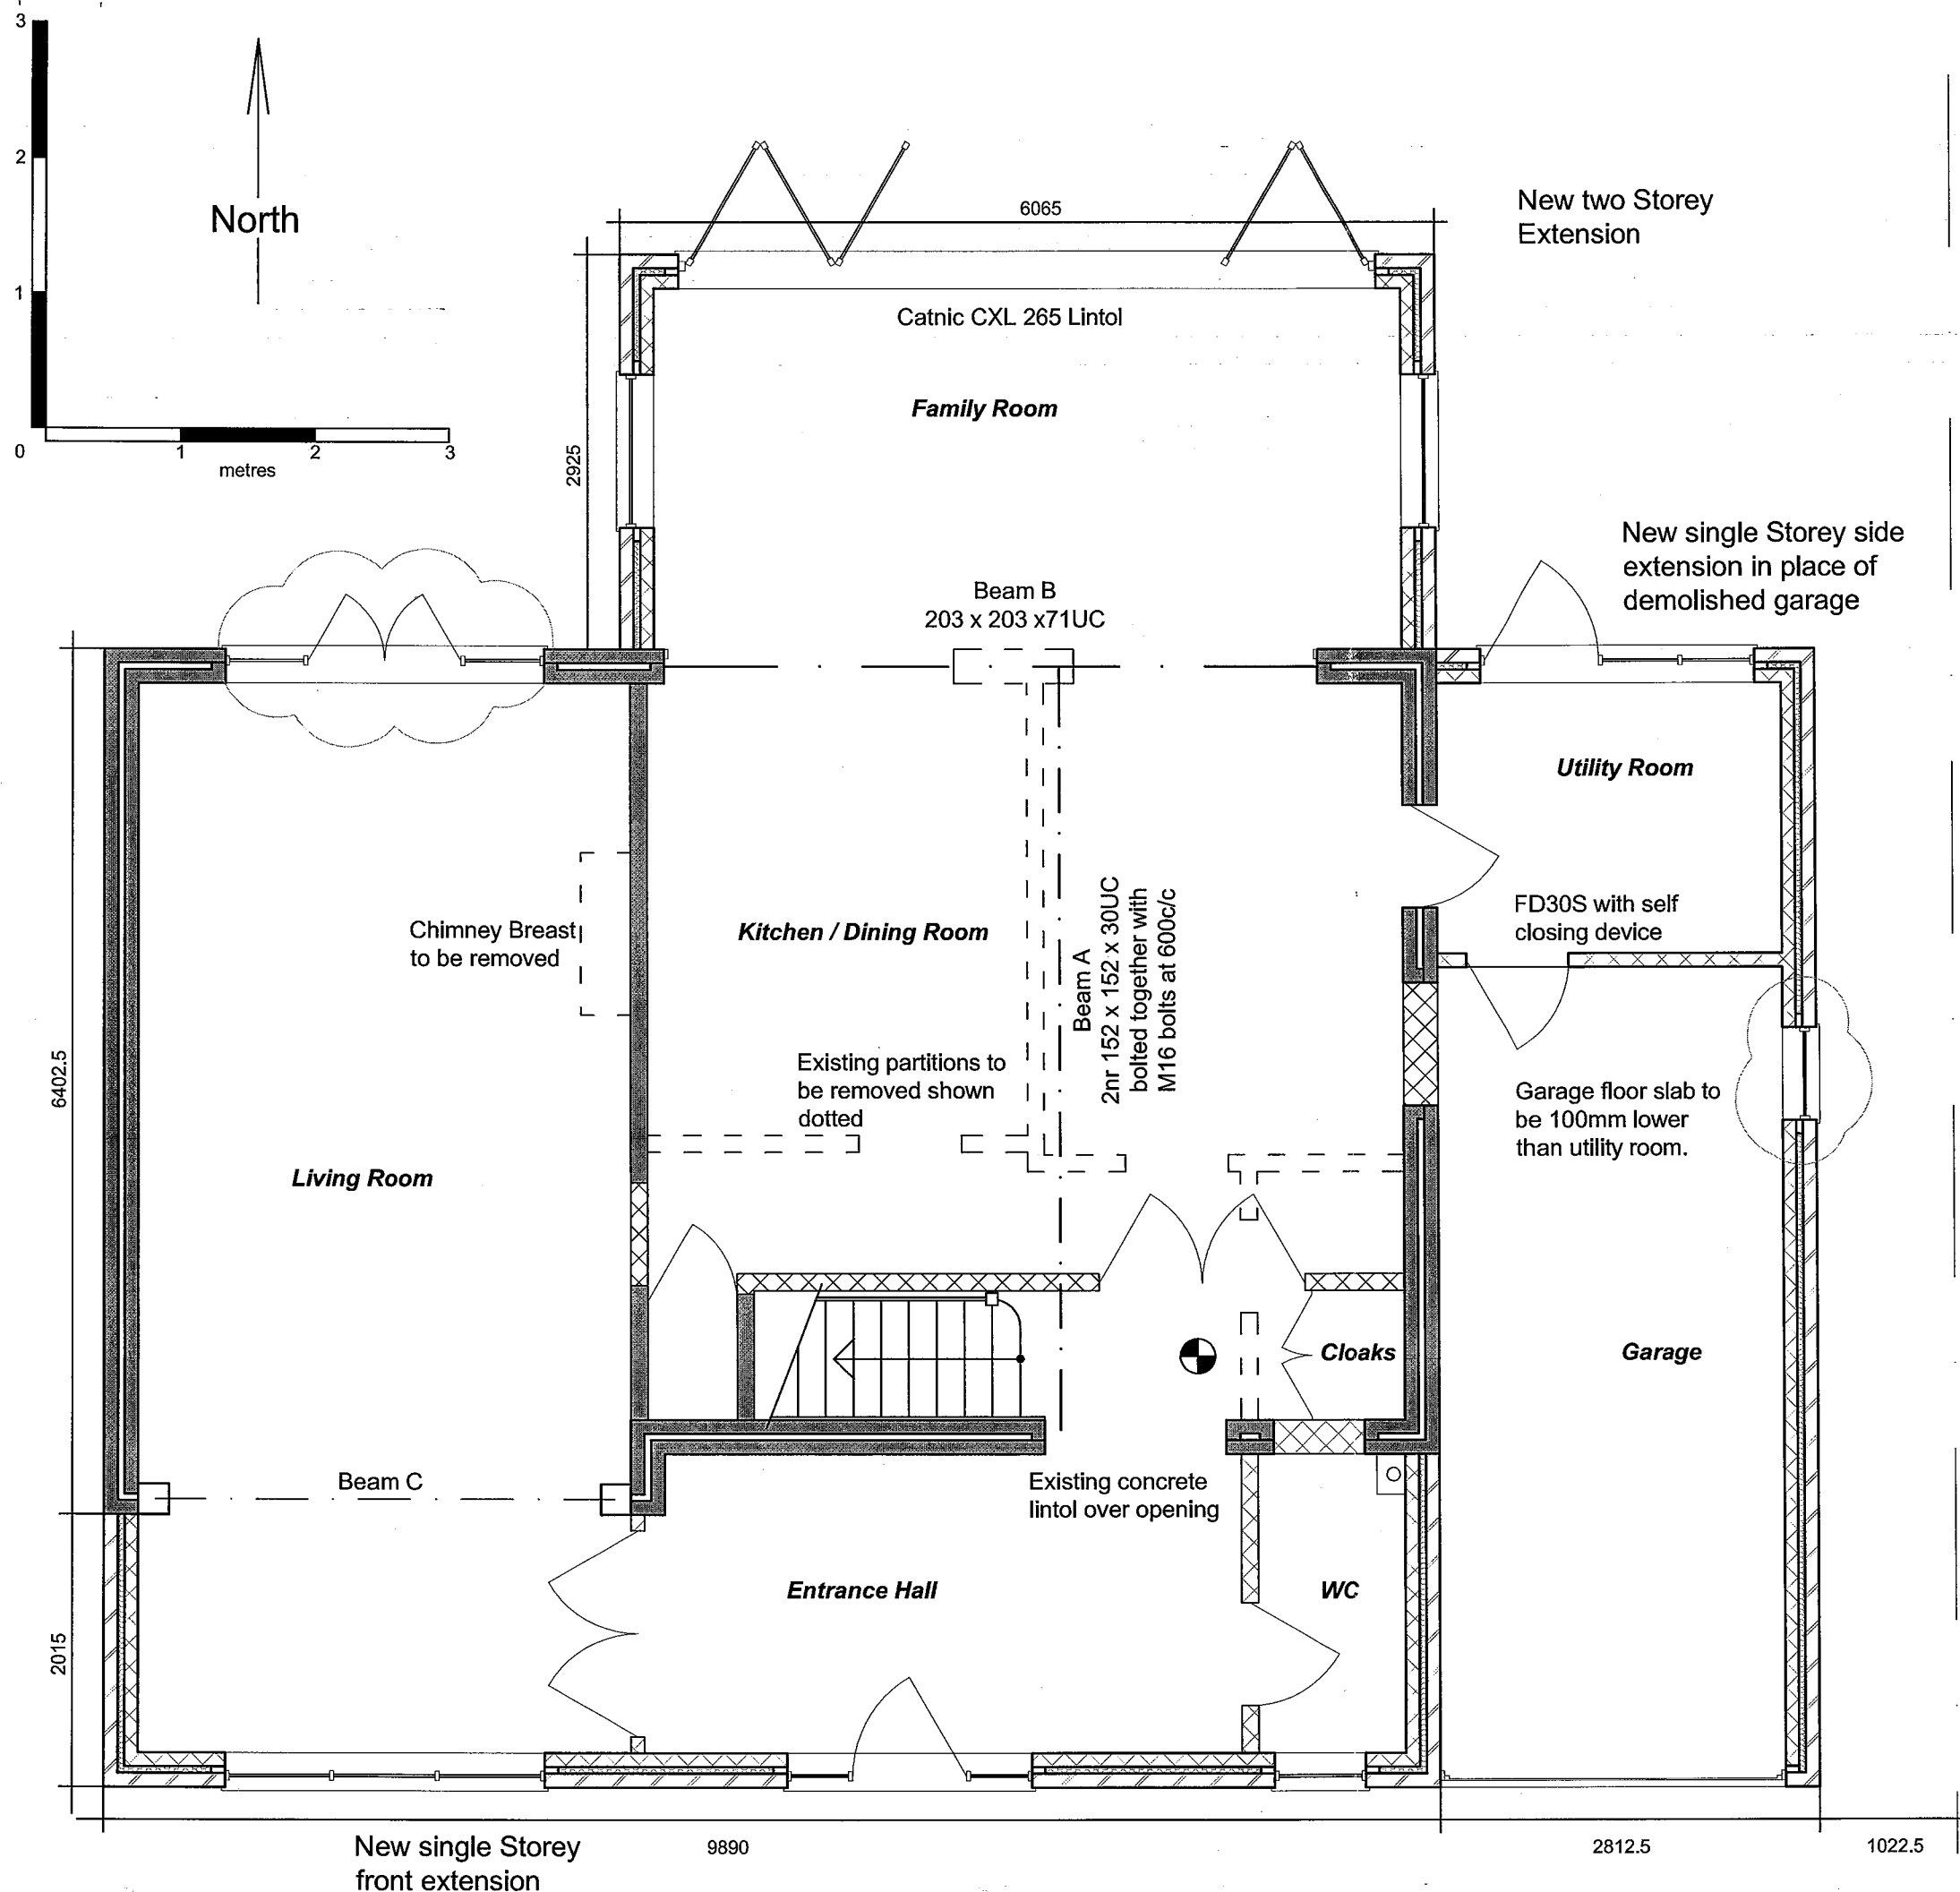 3
2
1
0
1
2
3
metres
North
6065
New two Storey
Extension
Catnic CXL 265 Lintol
Family Room
2925
New single Storey side
extension in place of
demolished garage
Beam B
203 x 203 x71UC
Utility Room
Chimney Breast
to be removed
Kitchen / Dining Room
FD30S with self
closing device
Beam A
2nr 152 x 152 x 30UC
bolted together with
M16 bolts at 600c/c
6402.5
Existing partitions to
be removed shown
dotted
Garage floor slab to
be 100mm lower
than utility room.
Living Room
Cloaks
Garage
Beam C
Existing concrete
lintol over opening
Entrance Hall
WC
2015
New single Storey
front extension
9890
2812.5
1022.5